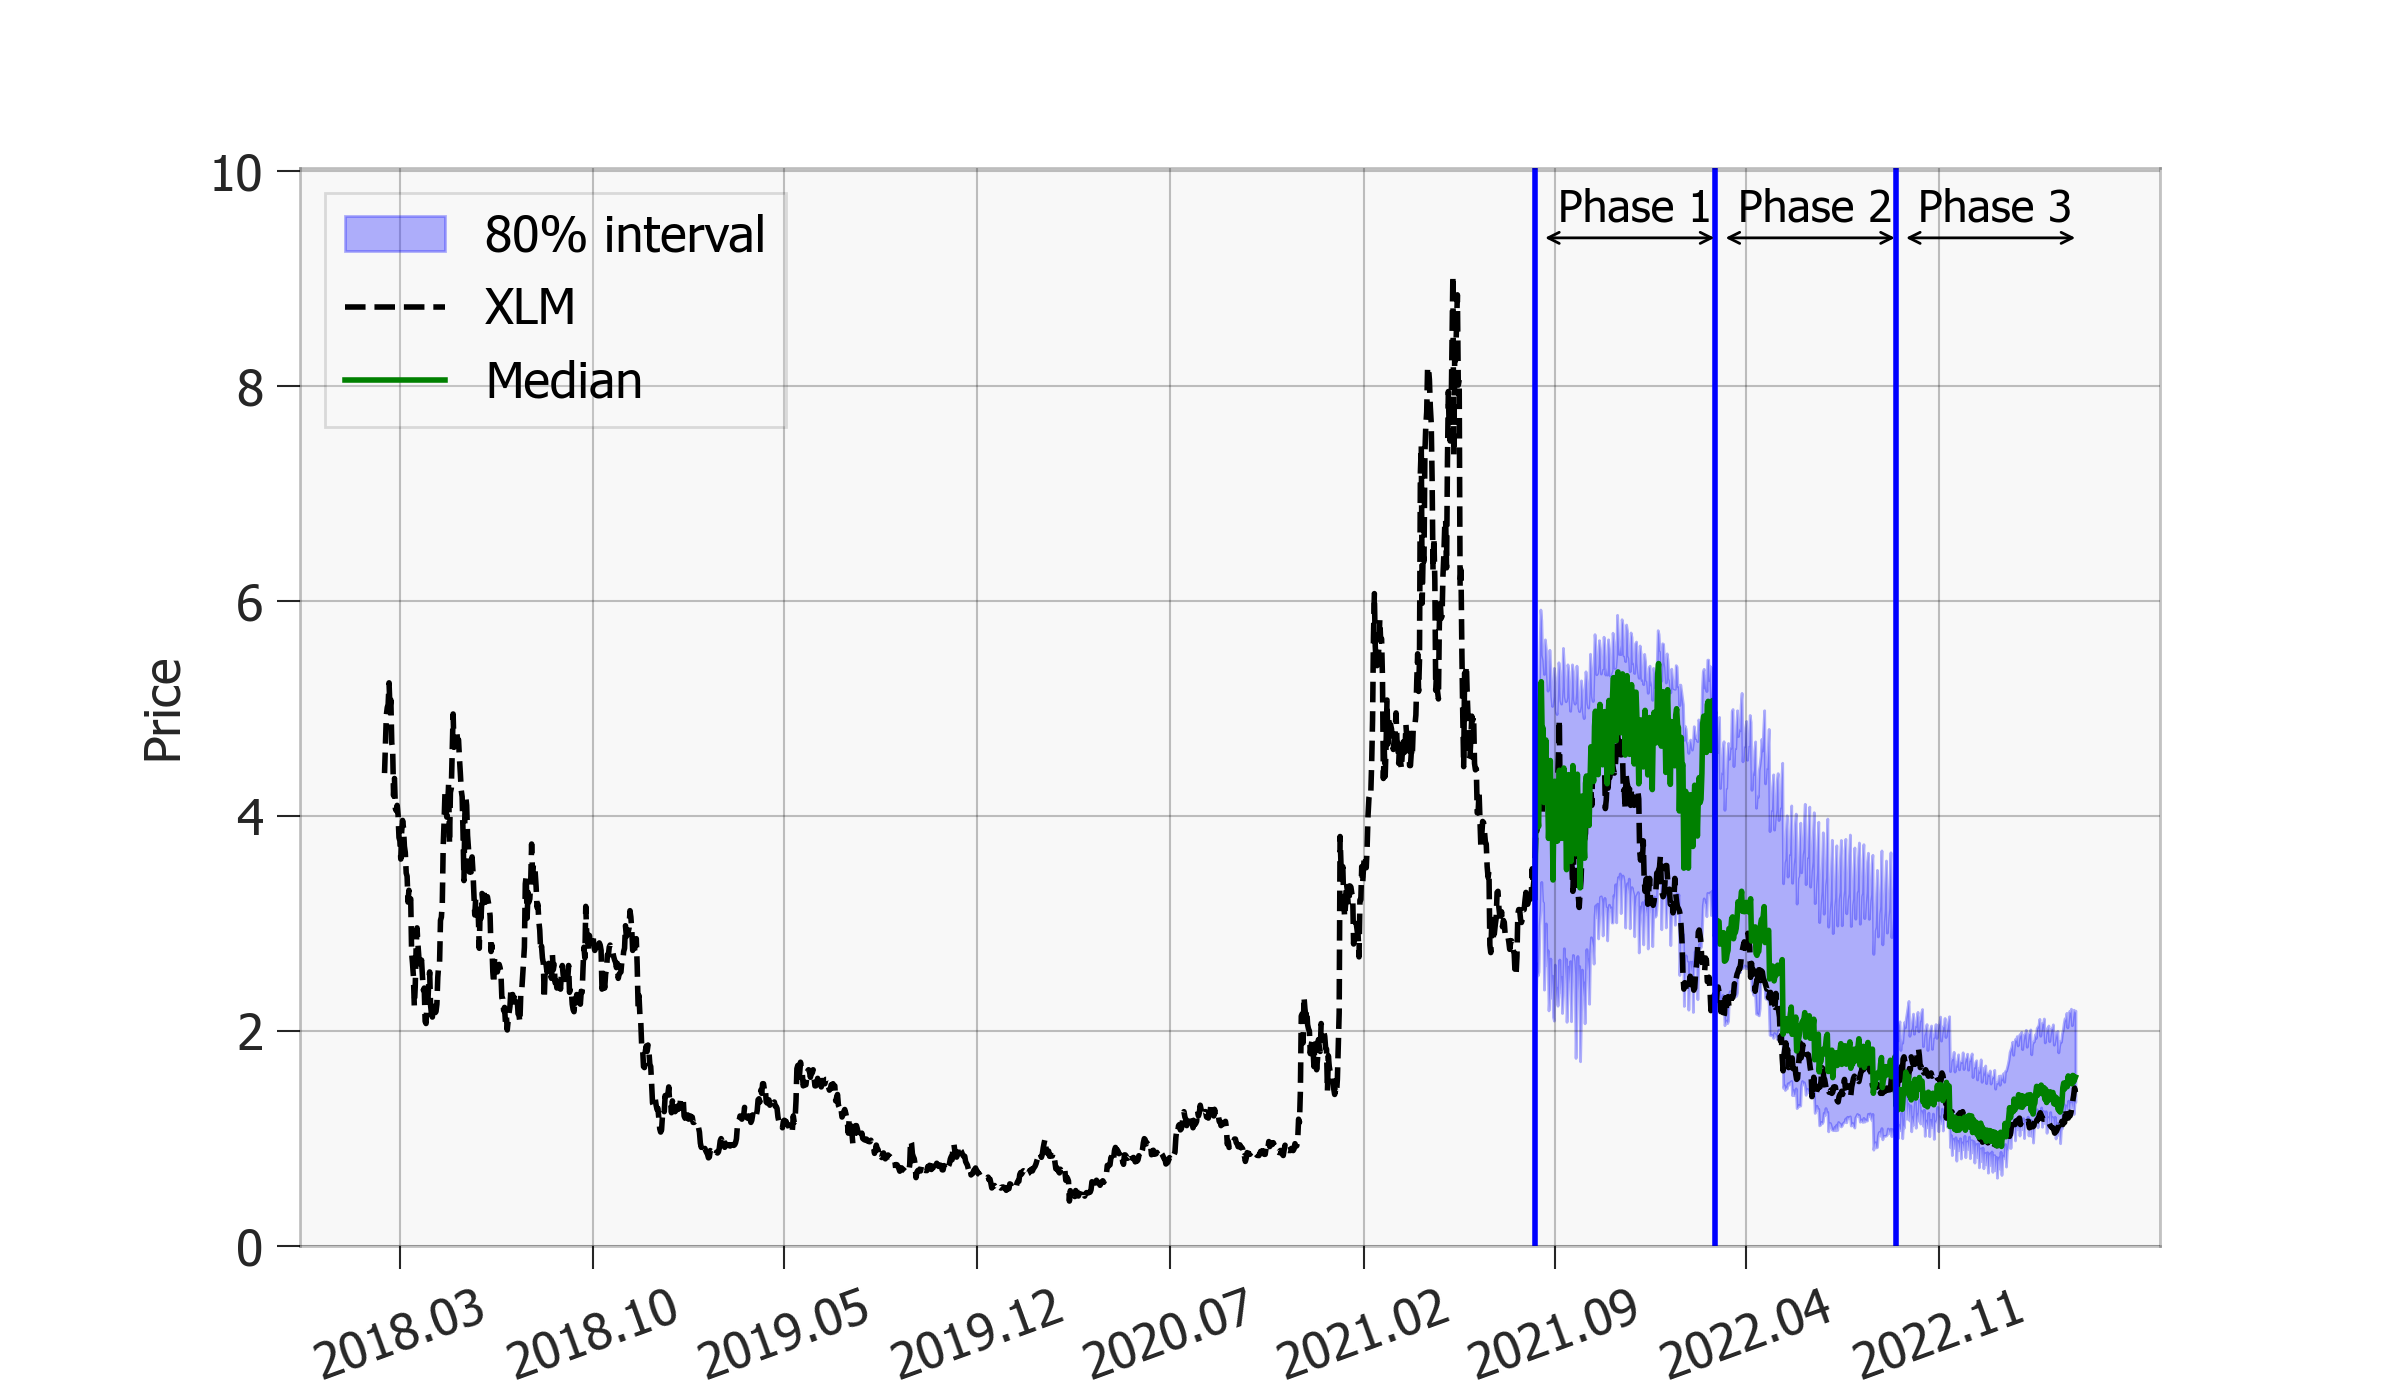 Price
10
8
6
4
2
0
80% interval
XLM
Median
Phase 1
Phase 2
Phase 3
2018.03
2018.10
2019.05
2019.12
2020.07
2021.02
2021.09
2022.04
2022.11